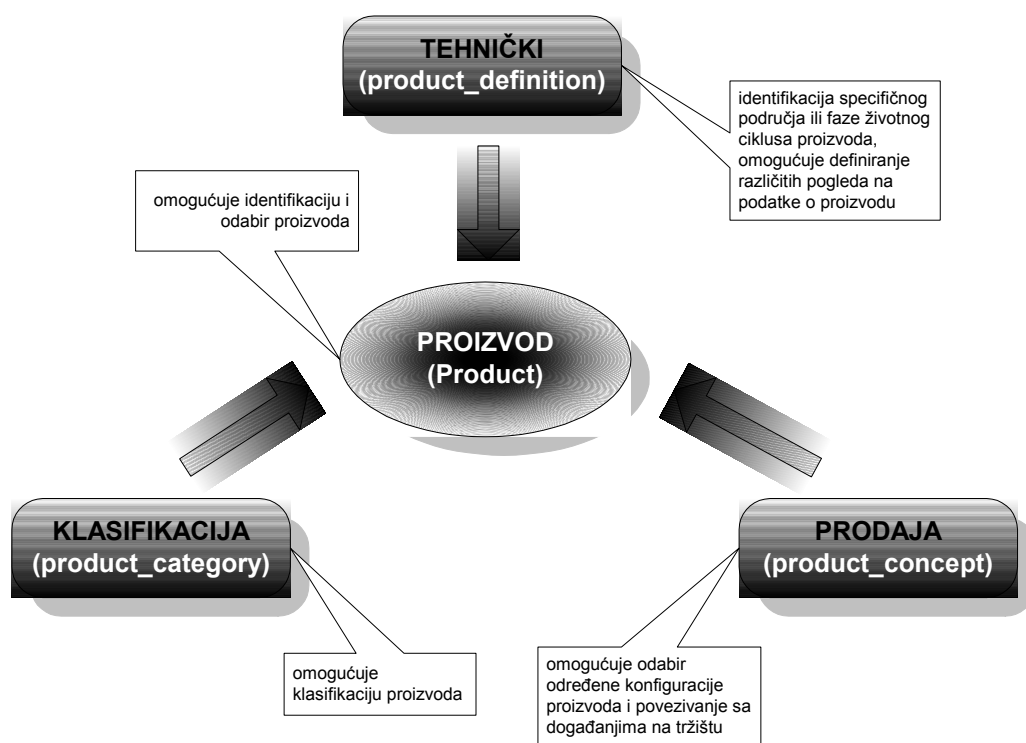 TEHNIČKI
(product_definition)
identifikacija specifičnog
područja ili faze životnog
ciklusa proizvoda,
omogućuje definiranje
različitih pogleda na
podatke o proizvodu
omogućuje identifikaciju i
odabir proizvoda
PROIZVOD
(Product)
KLASIFIKACIJA
(product_category)
PRODAJA
(product_concept)
omogućuje
klasifikaciju proizvoda
omogućuje odabir
određene konfiguracije
proizvoda i povezivanje sa
događanjima na tržištu